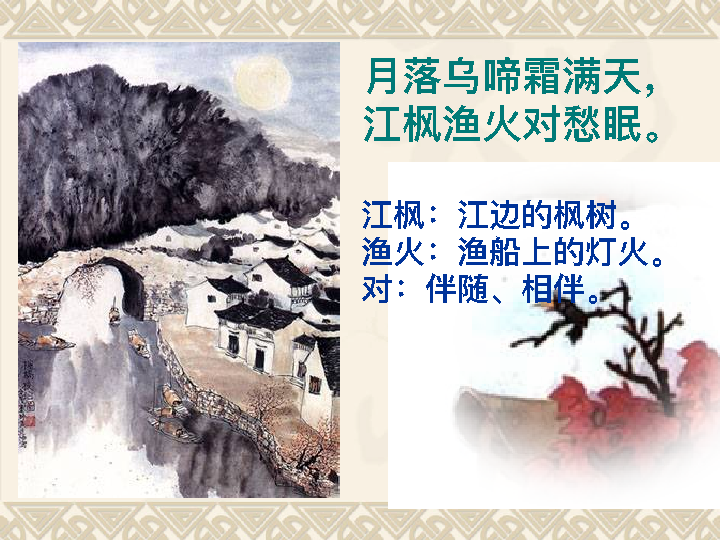 月落乌啼霜满天，
江枫渔火对愁眠。
江枫：江边的枫树。
渔火：渔船上的灯火。
对：伴随、相伴。